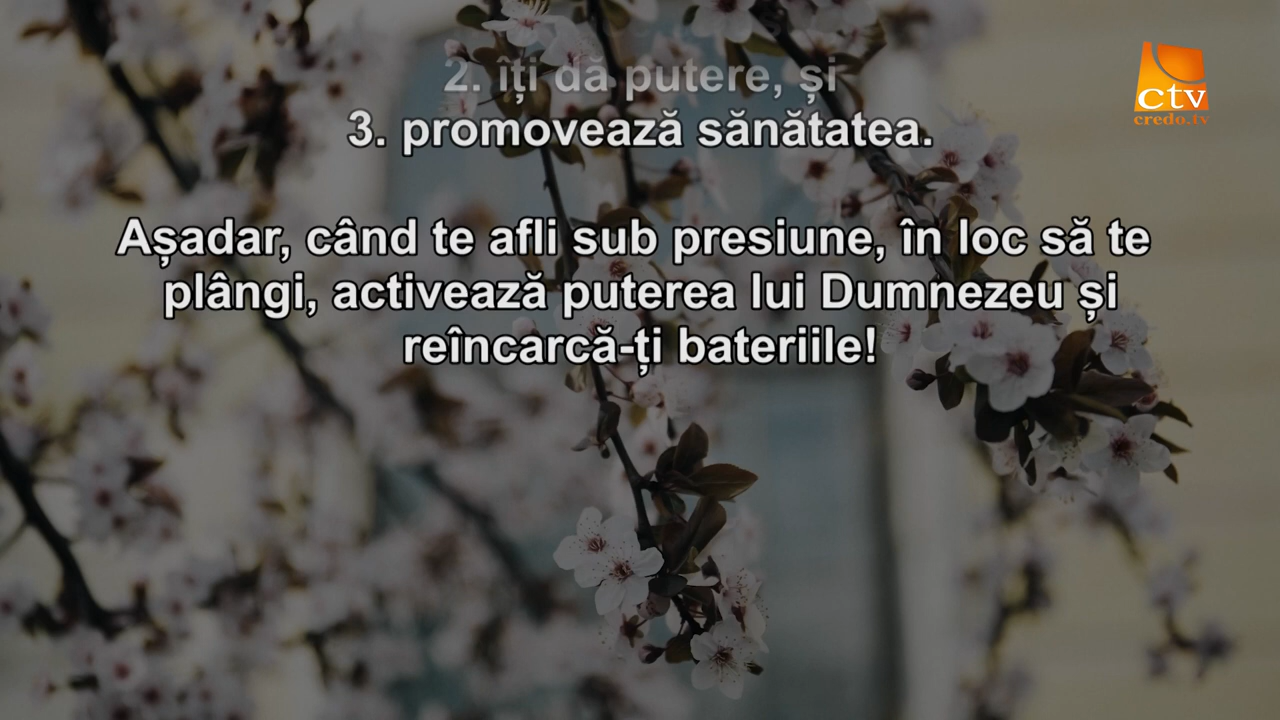 2. îți dă putere, și
3. promovează sănătatea.
Așadar, când te afli sub presiune, în loc să te
plângi, activează puterea lui Dumnezeu și
reîncarcă-ți bateriile!
ctv
credo.tv